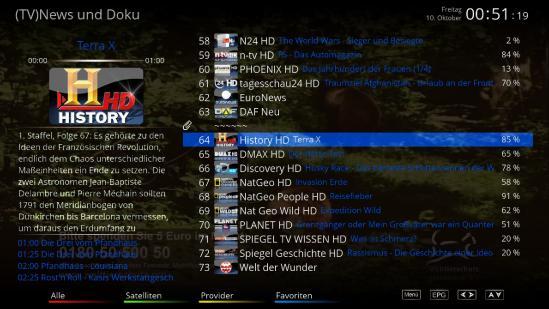 (TV)News und Doku
Freitag
10. Oktober
00:51:19
Terra X
00:00
01:00
HD
HISTORY
1. Staffel, Folge 67: Es gehörte zu den
Ideen der Französischen Revolution,
endlich dem Chaos unterschiedlicher
Maßeinheiten ein Ende zu setzen. Die
zwei Astronomen Jean-Baptiste
Delambre und Pierre Méchain sollten
1791 den Meridianbogen von
Dünkirchen bis Barcelona vermessen,
um daraus den Erdumfang zu
01:00 Die Drei vom Pfandhaus
01:25 Die Drei vom Pfandhaus
02:00 Pfandhaus - Louisiana
02:25 Rost'n'Roll - Kasis Werkstattgesch
58 N24 HD The World Wars - Sieger und Besiegte 2 %
59 n-tv HD PS - Das Automagazin 84 %
60 PHOENIX HD Das Jahrhundert der Frauen (1/4) 13 %
61 tagesschau24 HD Traumziel Afghanistan - Urlaub an der Front 70 %
62 EuroNews
63 DAF Neu
~~~~~~
64 History HD Terra X 85 %
65 DMAX HD 65 %
66 Discovery HD Husky Race - 78 %
67 NatGeo HD Invasion Erde 58 %
68 NatGeo People HD Reisefieber 91 %
69 Nat Geo Wild HD Expedition Wild 62 %
70 PLANET HD Grenzgänger oder Mein Großvater war ein Quanten 51 %
71 SPIEGEL TV WISSEN HD Was ist Schmerz? 20 %
72 Spiegel Geschichte HD Rassismus - Die Geschichte einer Idee 20 %
73 Welt der Wunder
Alle
Satelliten
Provider
Favoriten
Menü
EPG